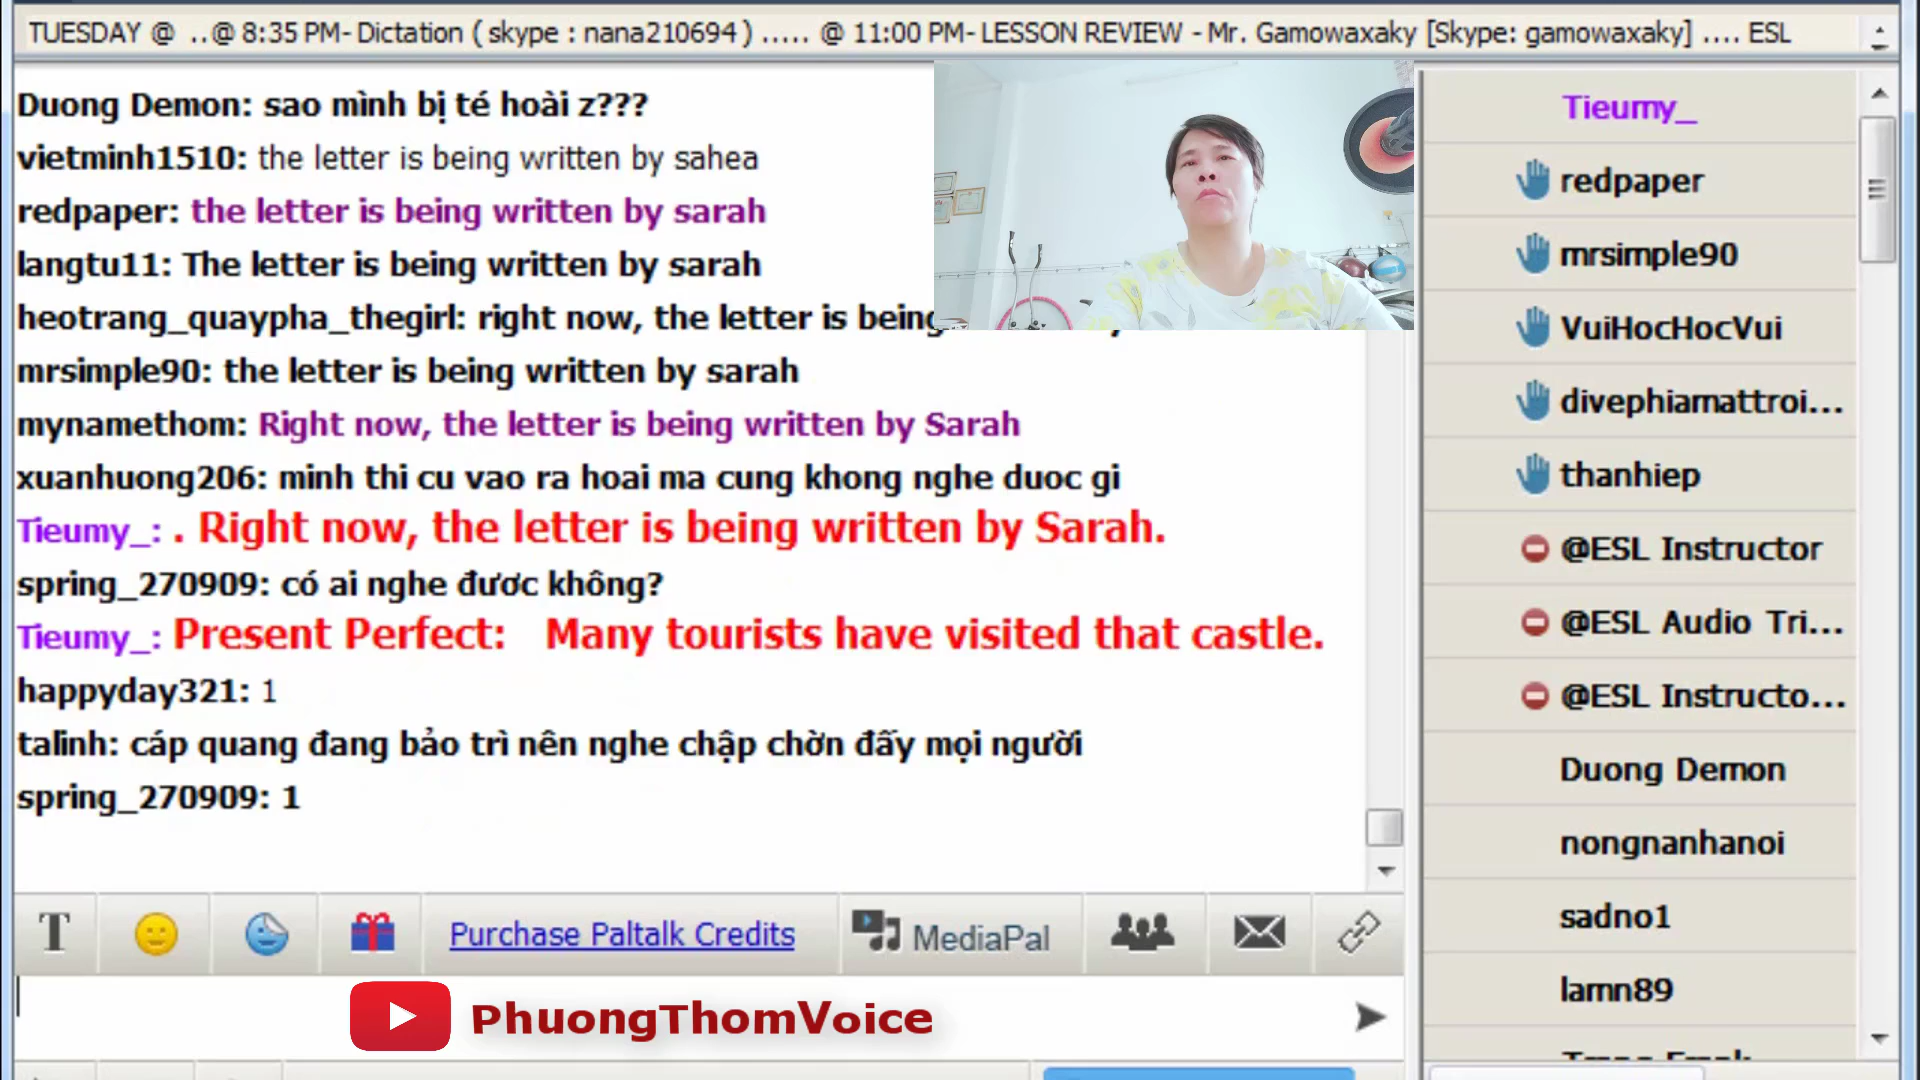 TUESDAY @ ..@ 8:35 PM- Dictation ( skype : nana210694 ) ..... @ 11:00 PM- LESSON REVIEW - Mr. Gamowaxaky [Skype: gamowaxaky] .... ESL
Duong Demon: sao mình bị té hoài z???
vietminh1510: the letter is being written by sahea
redpaper: the letter is being written by sarah
langtu11: The letter is being written by sarah
heotrang_quaypha_thegirl: right now, the letter is being
mrsimple90: the letter is being written by sarah
mynamethom: Right now, the letter is being written by Sarah
xuanhuong206: minh thi cu vao ra hoai ma cung khong nghe duoc gi
Tieumy_: . Right now, the letter is being written by Sarah.
spring_270909: có ai nghe đươc không?
Tieumy_: Present Perfect: Many tourists have visited that castle.
happyday321: 1
talinh: cáp quang đang bảo trì nên nghe chập chờn đấy mọi người
spring_270909: 1
T
Purchase Paltalk Credits
MediaPal
PhuongThomVoice
Tieumy_
redpaper
mrsimple90
VuiHocHocVui
divephiamattroi...
thanhiep
@ESL Instructor
@ESL Audio Tri...
@ESL Instructo...
Duong Demon
nongnanhanoi
sadno1
lamn89